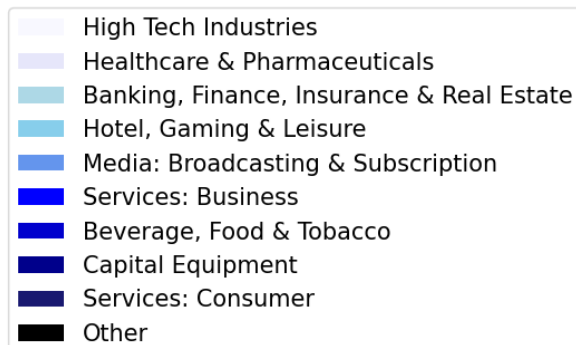 High Tech Industries
Healthcare & Pharmaceuticals
Banking, Finance, Insurance & Real Estate
Hotel, Gaming & Leisure
Media: Broadcasting & Subscription
Services: Business
Beverage, Food & Tobacco
Capital Equipment
Services: Consumer
Other